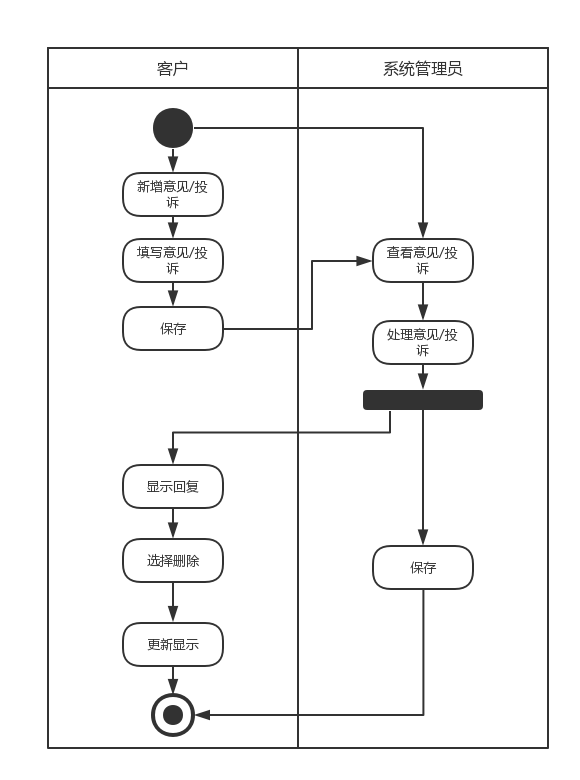 客户
系统管理员
新增意见/投
诉
填写意见/投
诉
查看意见/投
诉
保存
处理意见/投
诉
显示回复
选择删除
保存
更新显示